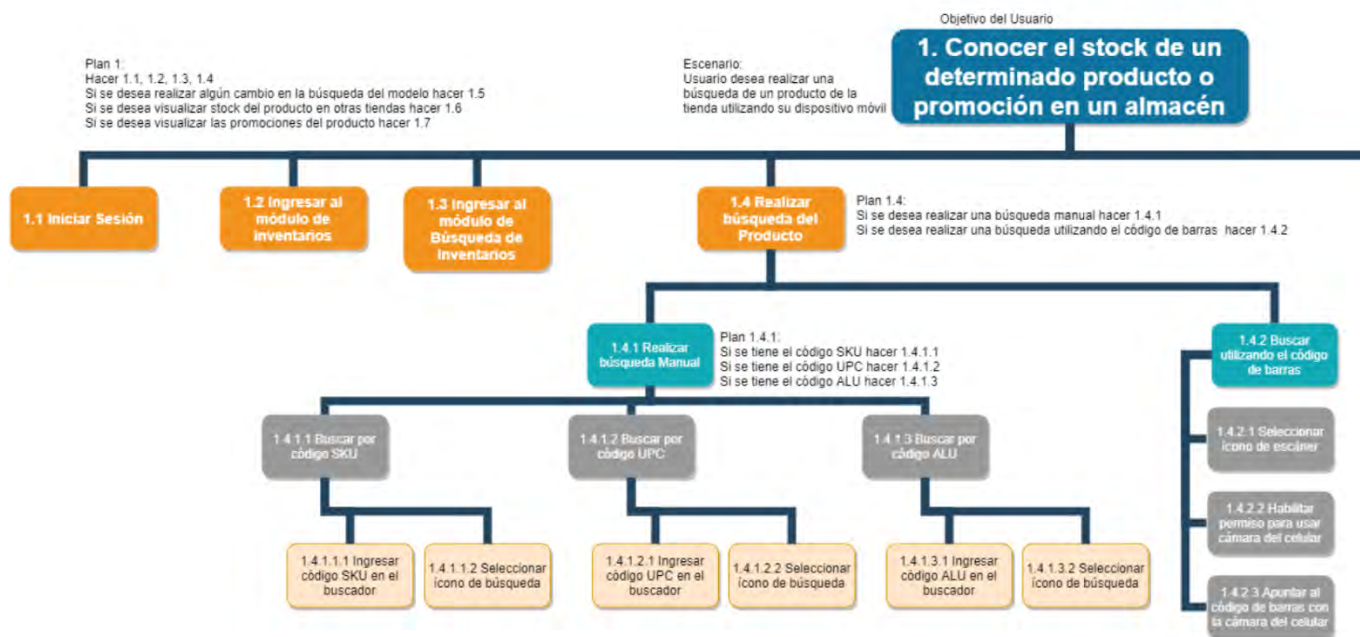 Objetivo del Usuario
1. Conocer el stock de un
determinado producto o
promoción en un almacén
Plan 1:
Hacer 1.1, 1.2, 1.3, 1.4
Si se desea realizar algún cambio en la búsqueda del modelo hacer 1.5
Si se desea visualizar stock del producto en otras tiendas hacer 1.6
Si se desea visualizar las promociones del producto hacer 1.7
Escenario:
Usuario desea realizar una
búsqueda de un producto de la
tienda utilizando su dispositivo móvil
1.1 Iniciar Sesión
1.2 Ingresar al
módulo de
inventarios
1.3 Ingresar al
módulo de
Búsqueda de
Inventarios
1.4 Realizar
búsqueda del
Producto
Plan 1.4:
Si se desea realizar una búsqueda manual hacer 1.4.1
Si se desea realizar una búsqueda utilizando el código de barras hacer 1.4.2
1.4.1 Realizar
búsqueda Manual
Plan 1.4.1:
Si se tiene el código SKU hacer 1.4.1.1
Si se tiene el código UPC hacer 1.4.1.2
Si se tiene el código ALU hacer 1.4.1.3
1.4.2 Buscar
utilizando el código
de barras
1.4.1.1 Buscar por
código SKU
1.4.1.2 Buscar por
código UPC
1.4.1.3 Buscar por
código ALU
1.4.2.1 Seleccionar
ícono de escáner
1.4.2.2 Habilitar
permiso para usar
cámara del celular
1.4.2.3 Apuntar al
código de barras con
la cámara del celular
1.4.1.1.1 Ingresar
código SKU en el
buscador
1.4.1.1.2 Seleccionar
ícono de búsqueda
1.4.1.2.1 Ingresar
código UPC en el
buscador
1.4.1.2.2 Seleccionar
ícono de búsqueda
1.4.1.3.1 Ingresar
código ALU en el
buscador
1.4.1.3.2 Seleccionar
ícono de búsqueda